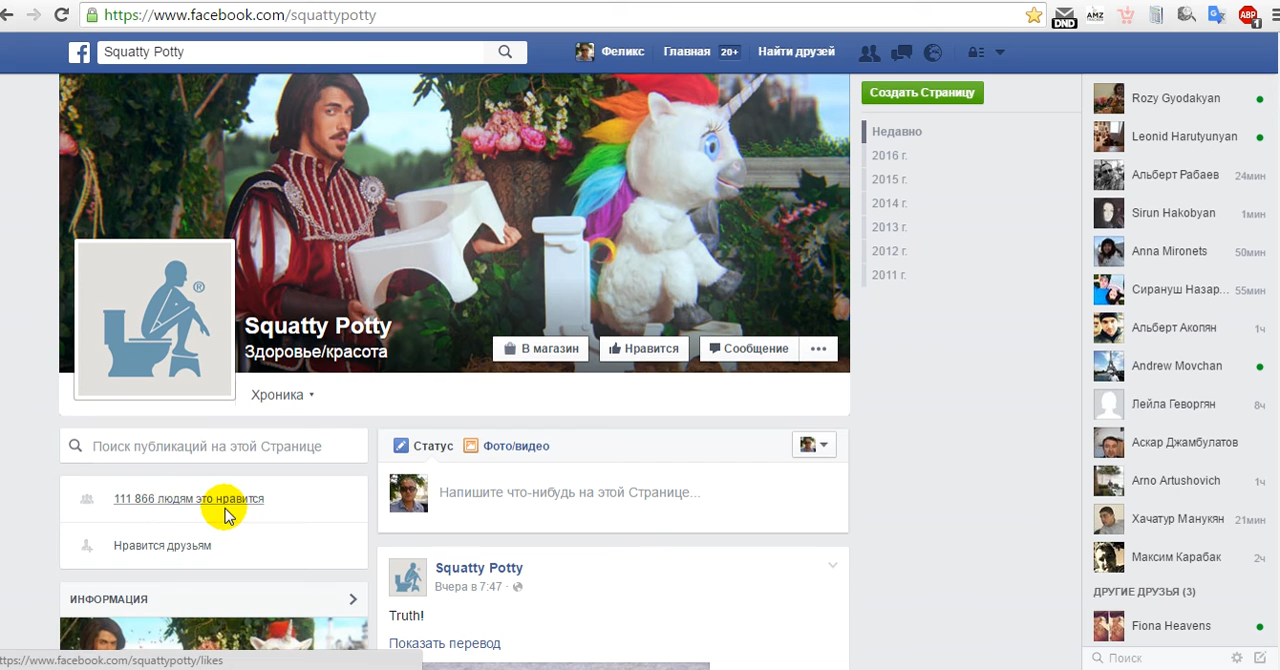 https://www.facebook.com/squattypotty
DND
AMZ
ABP
1
Squatty Potty
Феликс
Главная 20+
Найти друзей
Squatty Potty
Здоровье/красота
В магазин
Нравится
Сообщение
Хроника
Поиск публикаций на этой Странице
111 866 людям это нравится
Нравится друзьям
ИНФОРМАЦИЯ
Статус
Фото/видео
Напишите что-нибудь на этой Странице...
Squatty Potty
Вчера в 7:47
Truth!
Показать перевод
Создать Страницу
Недавно
2016 г.
2015 г.
2014 г.
2013 г.
2012 г.
2011 г.
Rozy Gyodakyan
Leonid Harutyunyan
Альберт Рабаев 24мин
Sirun Hakobyan 1мин
Anna Mironets 50мин
Сирануш Назар... 55мин
Альберт Акопян 1ч
Andrew Movchan
Лейла Геворгян 8ч
Аскар Джамбулатов
Arno Artushovich 1ч
Хачатур Манукян 21мин
Максим Карабак 2ч
ДРУГИЕ ДРУЗЬЯ (3)
Fiona Heavens
Поиск
ttps://www.facebook.com/squattypotty/likes